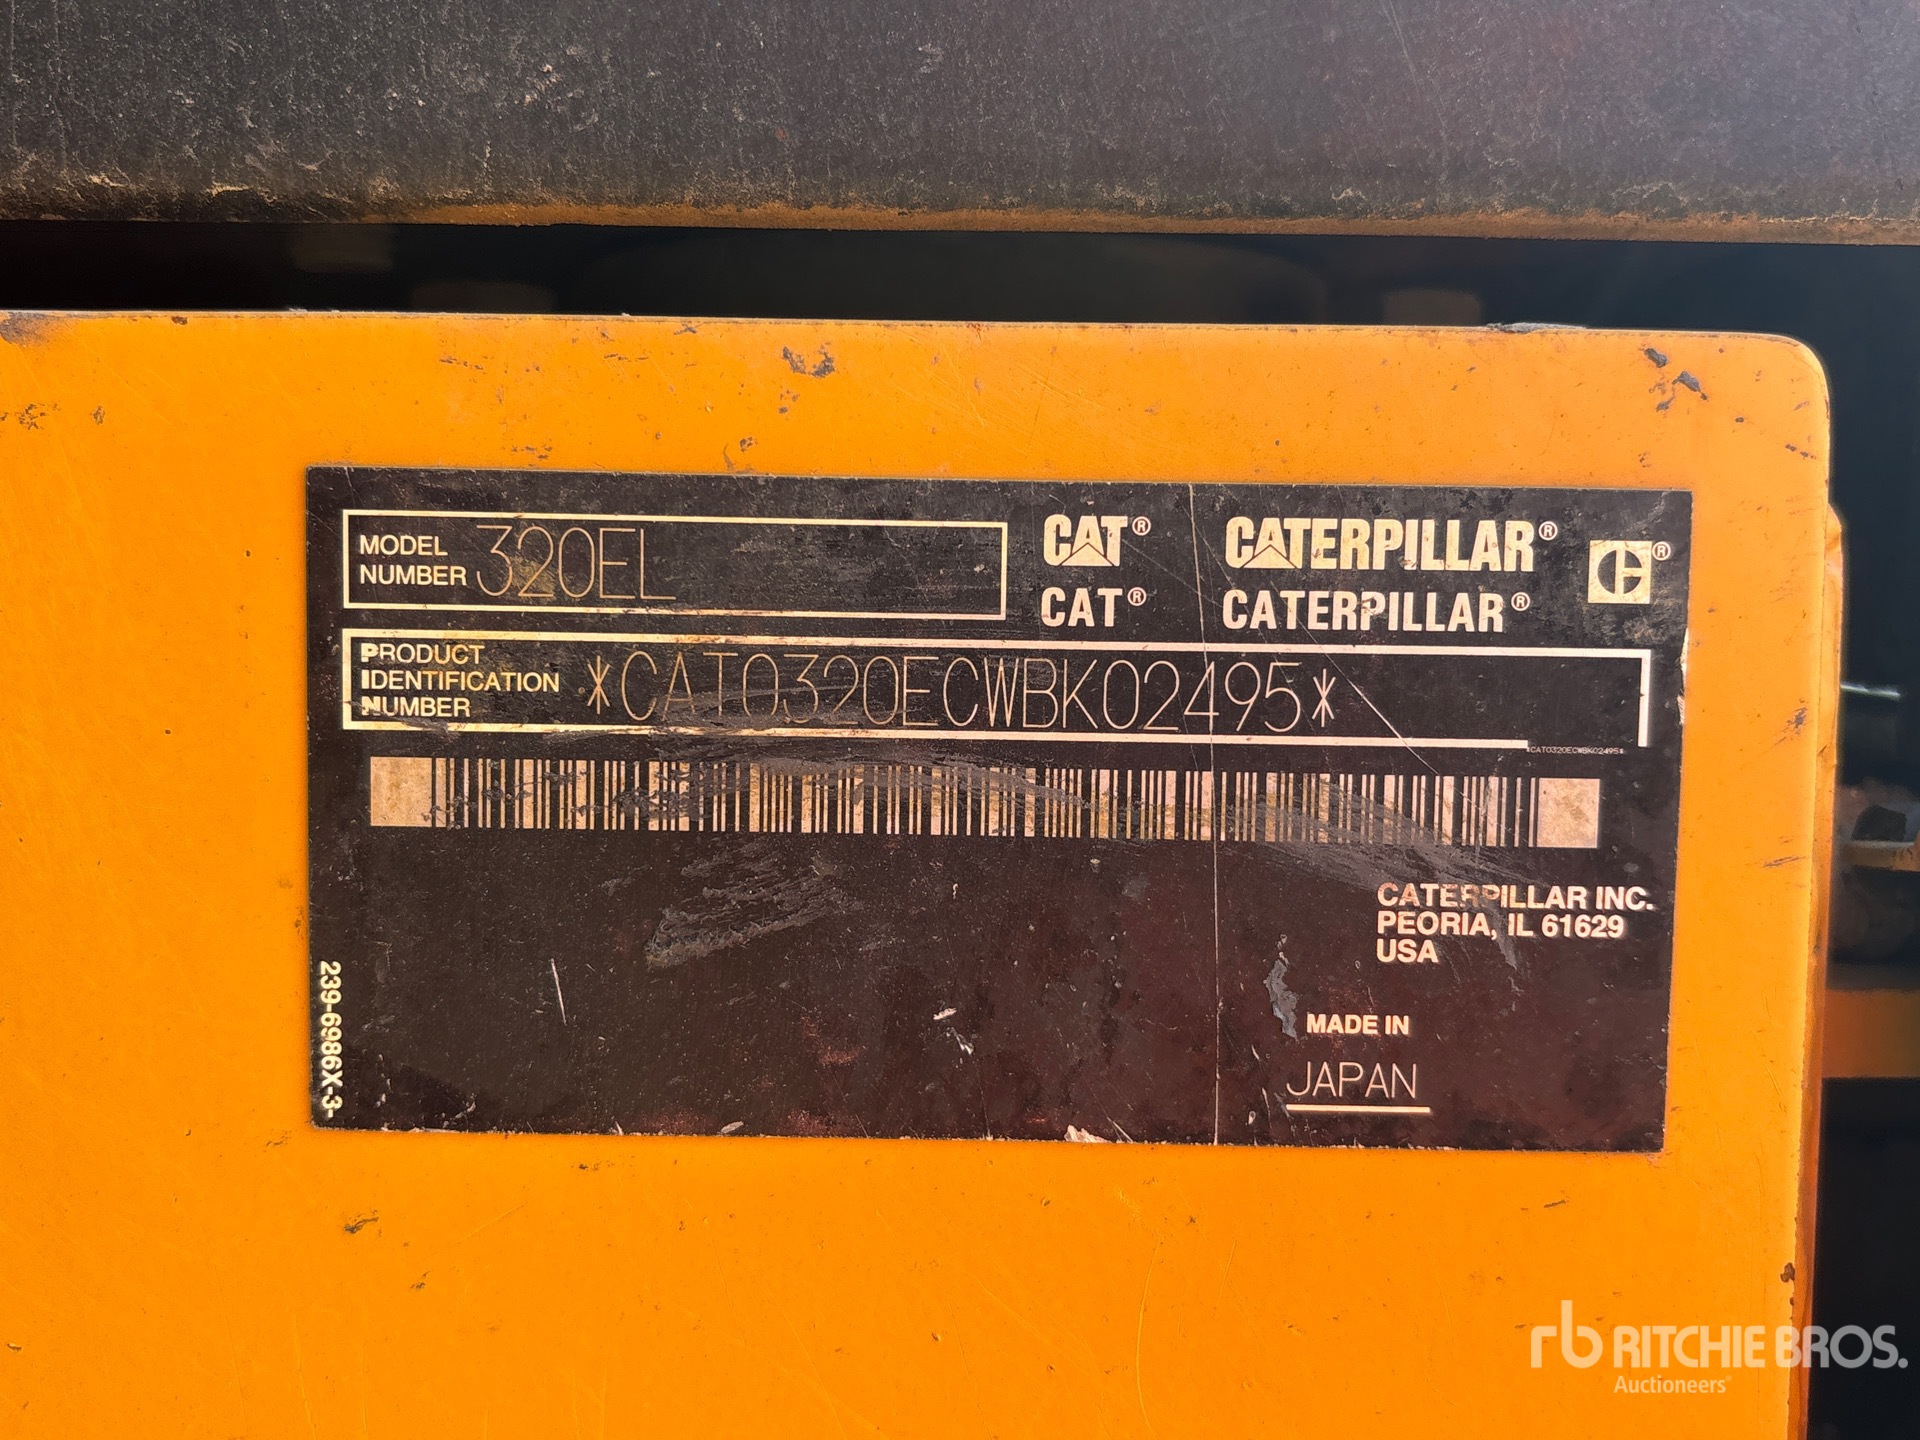 MODEL
NUMBER 320EL
CAT® CATERPILLAR® ®
CAT® CATERPILLAR®
PRODUCT
IDENTIFICATION
NUMBER *CAT0320ECWBK02495*
*CAT0320ECWBK02495*
CATERPILLAR INC.
PEORIA, IL 61629
USA
MADE IN
JAPAN
239-6986X-3-
rb RITCHIE BROS.
Auctioneers